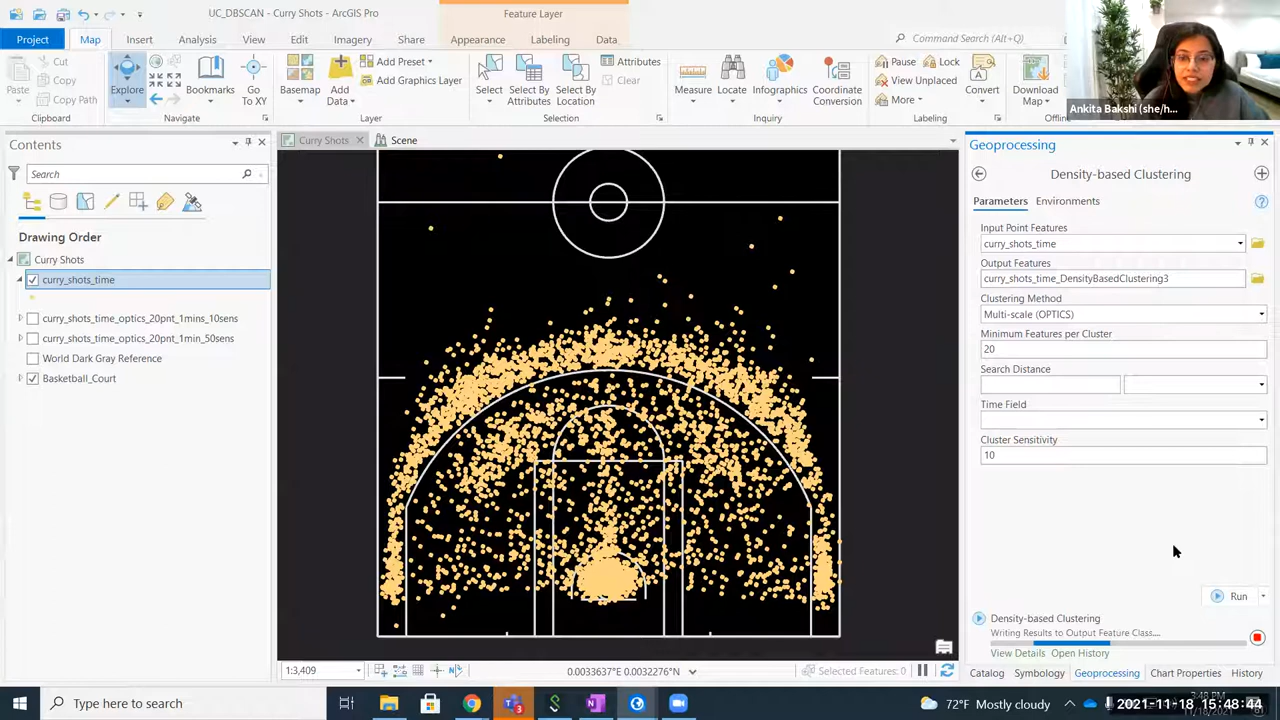 UC_DBSCAN - Curry Shots - ArcGIS Pro
Feature Layer
Command Search (Alt+Q)
Project
Map
Insert
Analysis
View
Edit
Imagery
Share
Appearance
Labeling
Data
Paste
Cut
Copy
Copy Path
Clipboard
Explore
Bookmarks
Go To XY
Navigate
Basemap
Add Data
Add Preset
Add Graphics Layer
Layer
Select
Select By Attributes
Select By Location
Attributes
Clear
Selection
Measure
Locate
Infographics
Coordinate Conversion
Inquiry
Pause
Lock
View Unplaced
More
Convert
Labeling
Download Map
Ankita Bakshi (she/h...
Contents
Search
Drawing Order
Curry Shots
curry_shots_time
curry_shots_time_optics_20pnt_1mins_10sens
curry_shots_time_optics_20pnt_1min_50sens
World Dark Gray Reference
Basketball_Court
Curry Shots
Scene
1:3,409
0.0033637°E 0.0032276°N
Selected Features: 0
Geoprocessing
Density-based Clustering
Parameters
Environments
Input Point Features
curry_shots_time
Output Features
curry_shots_time_DensityBasedClustering3
Clustering Method
Multi-scale (OPTICS)
Minimum Features per Cluster
20
Search Distance
Time Field
Cluster Sensitivity
10
Run
Density-based Clustering
Writing Results to Output Feature Class....
View Details Open History
Catalog
Symbology
Geoprocessing
Chart Properties
History
Type here to search
3
72°F Mostly cloudy
2021-11-18 15:48:44